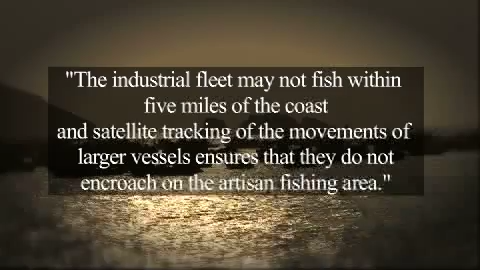 "The industrial fleet may not fish within
five miles of the coast
and satellite tracking of the movements of
larger vessels ensures that they do not
encroach on the artisan fishing area."